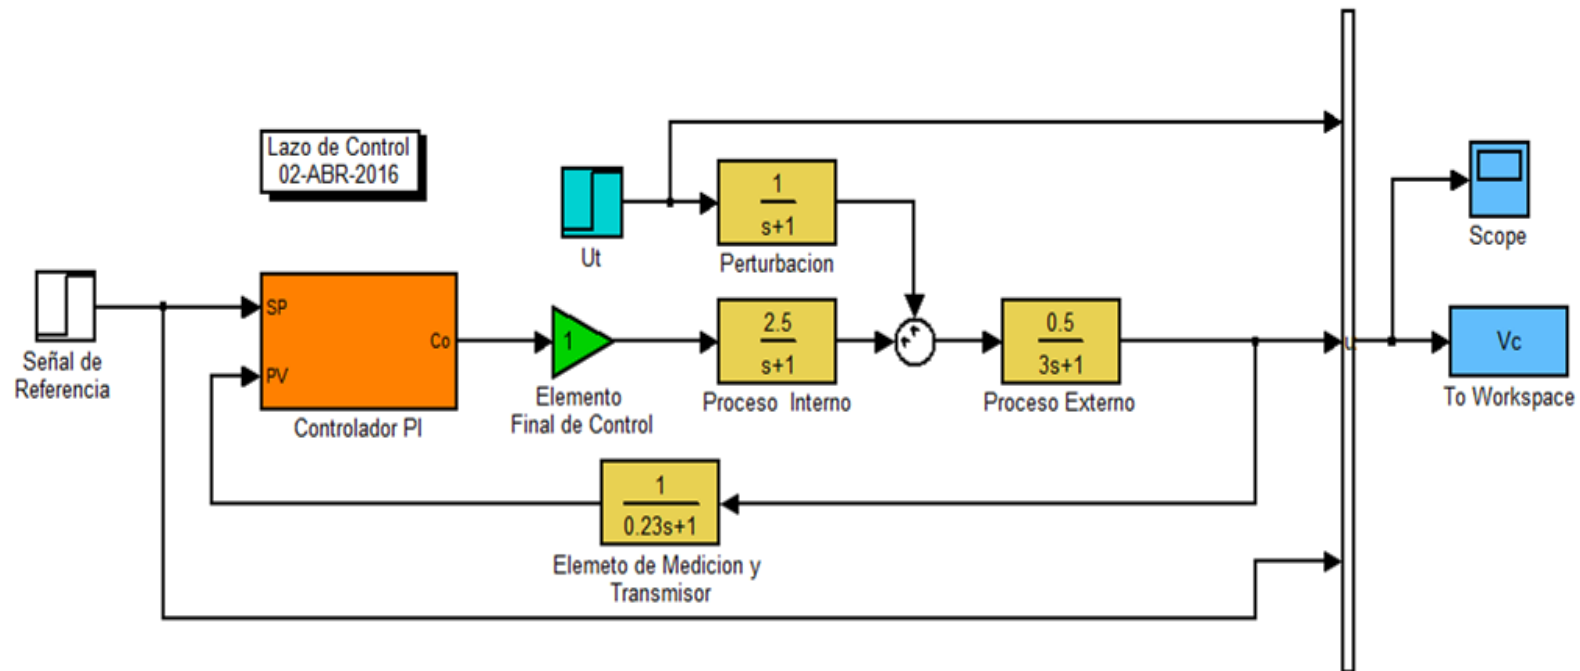 Lazo de Control
02-ABR-2016
Ut
1
s+1
Perturbacion
Scope
Señal de
Referencia
SP
PV
Co
Controlador PI
1
Elemento
Final de Control
2.5
s+1
Proceso Interno
0.5
3s+1
Proceso Externo
Vc
To Workspace
1
0.23s+1
Elemeto de Medicion y
Transmisor